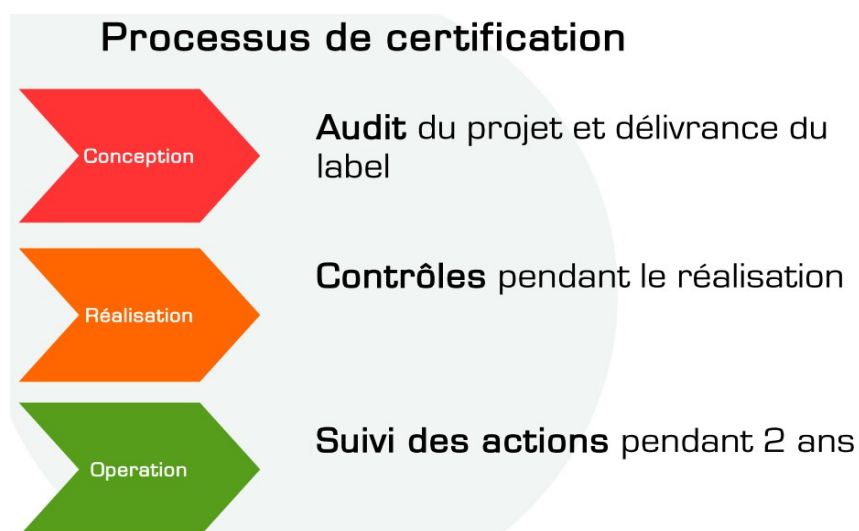 Processus de certification
Conception
Audit du projet et délivrance du
label
Réalisation
Contrôles pendant le réalisation
Operation
Suivi des actions pendant 2 ans